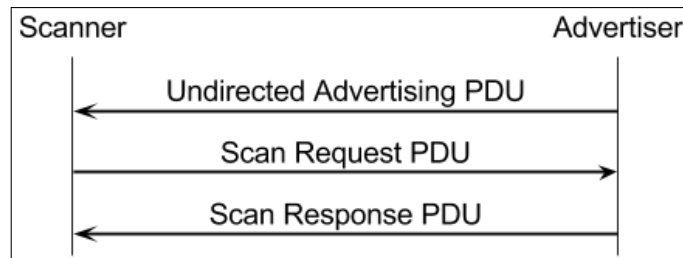 Scanner Advertiser
Undirected Advertising PDU
Scan Request PDU
Scan Response PDU